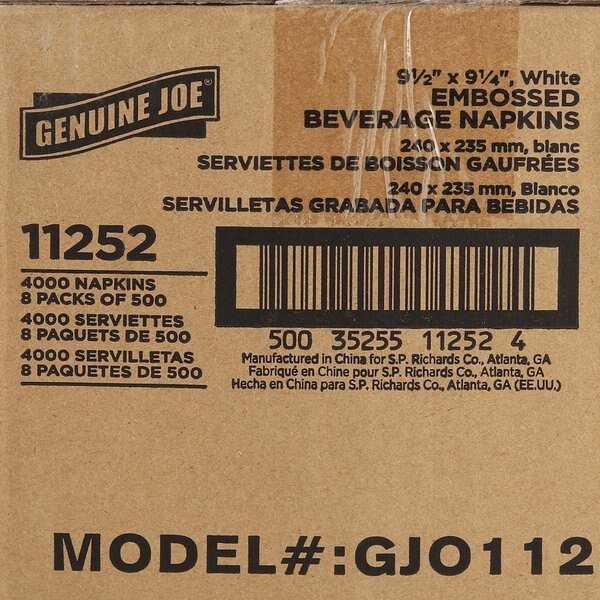 GENUINE JOE®
9½" x 9¼", White
EMBOSSED
BEVERAGE NAPKINS
240 x 235 mm, blanc
SERVIETTES DE BOISSON GAUFRÉES
240 x 235 mm, Blanco
SERVILLETAS GRABADA PARA BEBIDAS
11252
4000 NAPKINS
8 PACKS OF 500
4000 SERVIETTES
8 PAQUETS DE 500
4000 SERVILLETAS
8 PAQUETES DE 500
500 35255 11252 4
Manufactured in China for S.P. Richards Co., Atlanta, GA
Fabriqué en Chine pour S.P. Richards Co., Atlanta, GA
Hecha en China para S.P. Richards Co., Atlanta, GA (EE.UU.)
MODEL#:GJO112